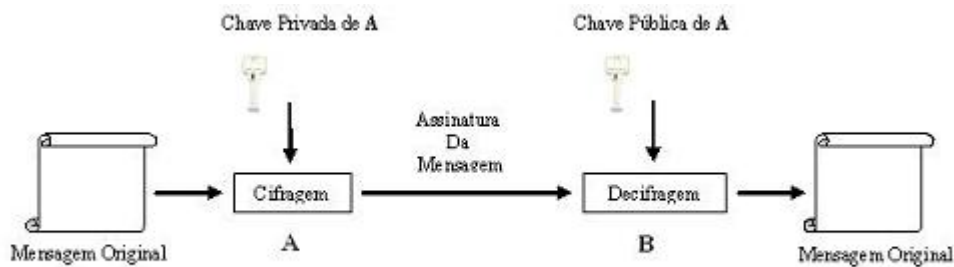 Chave Privada de A
Chave Pública de A
Assinatura
Da
Mensagem
Cifragem
Decifragem
A
B
Mensagem Original
Mensagem Original